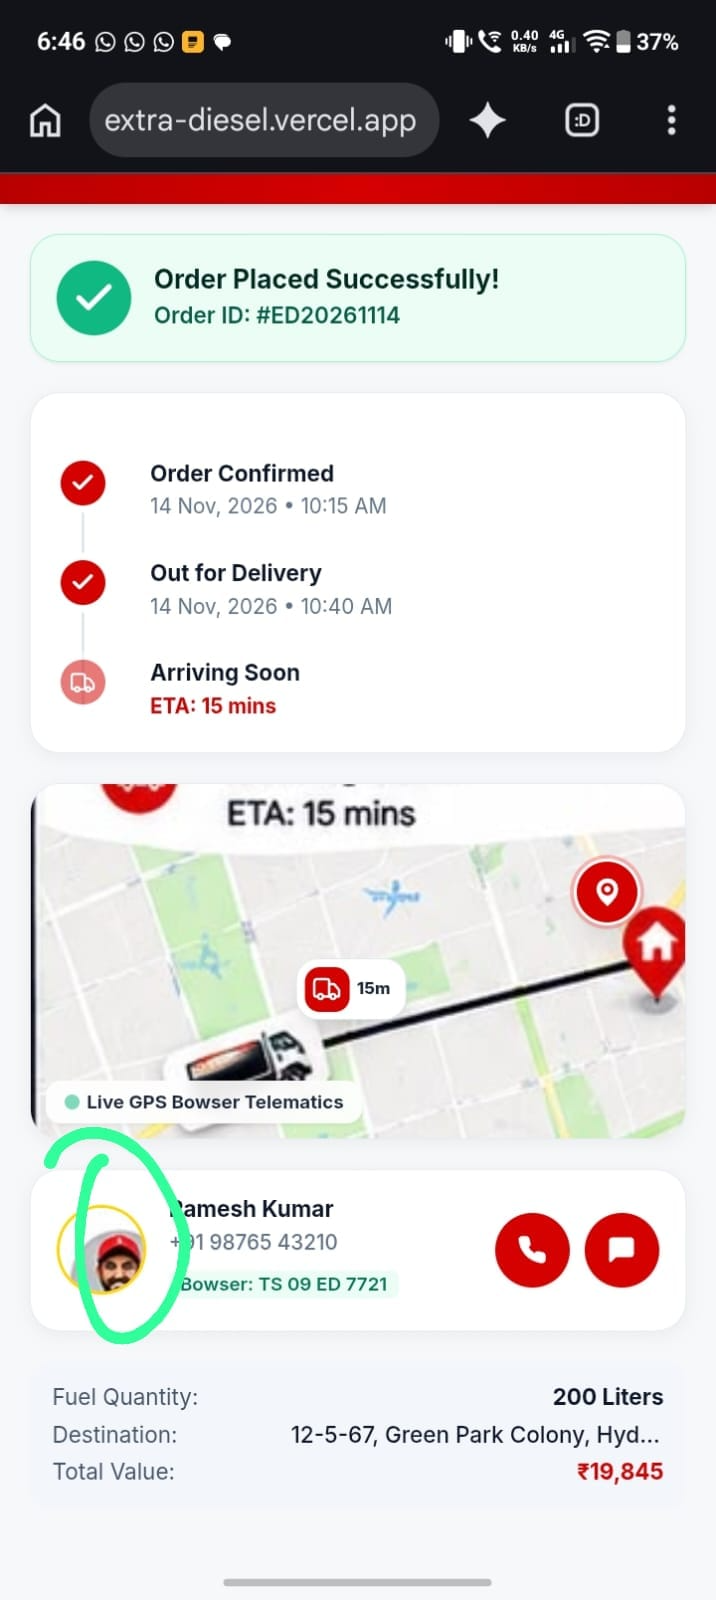 6:46
0.40
KB/s
4G
37%
extra-diesel.vercel.app
:D
Order Placed Successfully!
Order ID: #ED20261114
Order Confirmed
14 Nov, 2026 • 10:15 AM
Out for Delivery
14 Nov, 2026 • 10:40 AM
Arriving Soon
ETA: 15 mins
ETA: 15 mins
15m
Live GPS Bowser Telematics
Ramesh Kumar
+91 98765 43210
Bowser: TS 09 ED 7721
Fuel Quantity: 200 Liters
Destination: 12-5-67, Green Park Colony, Hyd...
Total Value: ₹19,845